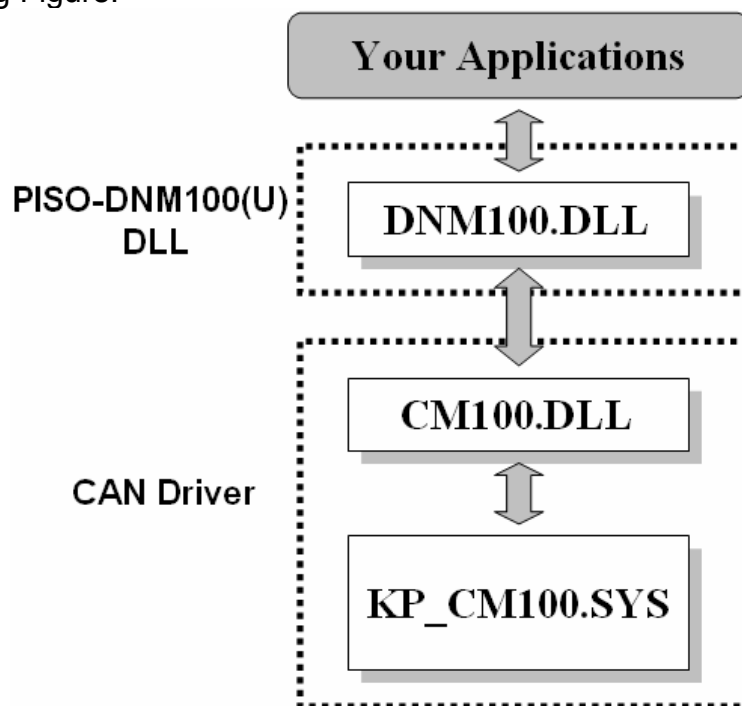 g Figure.
Your Applications
PISO-DNM100(U)
DLL
DNM100.DLL
CM100.DLL
CAN Driver
KP_CM100.SYS